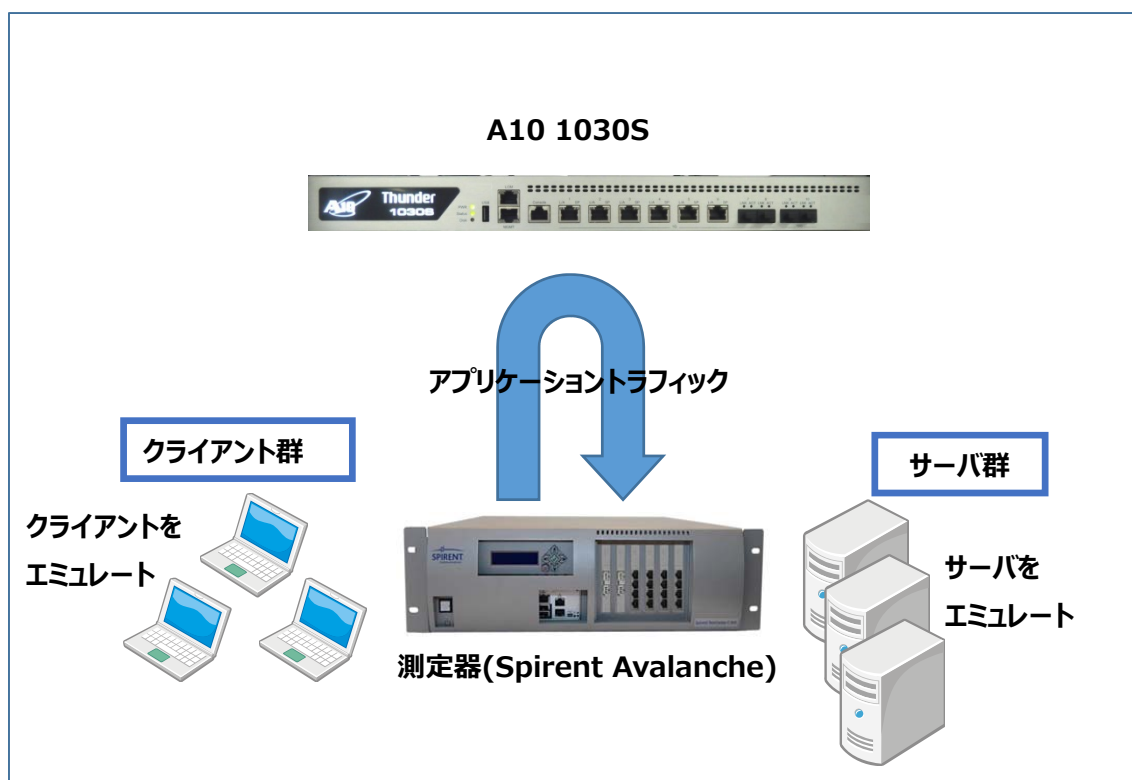 A10 1030S
A10
Thunder
1030S
アプリケーショントラフィック
クライアント群
サーバ群
クライアントを
エミュレート
SPIRENT
サーバを
エミュレート
測定器(Spirent Avalanche)